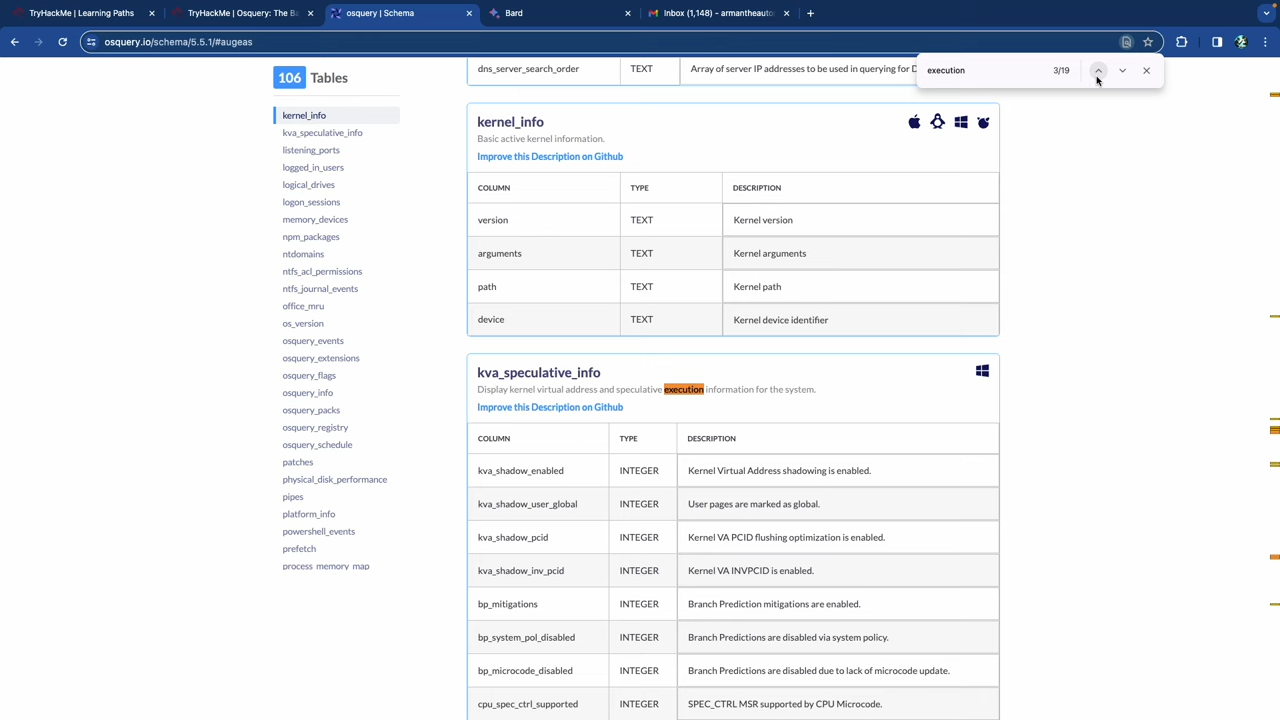 TryHackMe | Learning Paths
TryHackMe | Osquery: The Ba
osquery | Schema
Bard
Inbox (1,148) - armantheauto
osquery.io/schema/5.5.1/#augeas
execution
3/19
106 Tables
kernel_info
kva_speculative_info
listening_ports
logged_in_users
logical_drives
logon_sessions
memory_devices
npm_packages
ntdomains
ntfs_acl_permissions
ntfs_journal_events
office_mru
os_version
osquery_events
osquery_extensions
osquery_flags
osquery_info
osquery_packs
osquery_registry
osquery_schedule
patches
physical_disk_performance
pipes
platform_info
powershell_events
prefetch
process_memory_map
dns_server_search_order TEXT Array of server IP addresses to be used in querying for D
kernel_info
Basic active kernel information.
Improve this Description on Github
COLUMN TYPE DESCRIPTION
version TEXT Kernel version
arguments TEXT Kernel arguments
path TEXT Kernel path
device TEXT Kernel device identifier
kva_speculative_info
Display kernel virtual address and speculative execution information for the system.
Improve this Description on Github
COLUMN TYPE DESCRIPTION
kva_shadow_enabled INTEGER Kernel Virtual Address shadowing is enabled.
kva_shadow_user_global INTEGER User pages are marked as global.
kva_shadow_pcid INTEGER Kernel VA PCID flushing optimization is enabled.
kva_shadow_inv_pcid INTEGER Kernel VA INVPCID is enabled.
bp_mitigations INTEGER Branch Prediction mitigations are enabled.
bp_system_pol_disabled INTEGER Branch Predictions are disabled via system policy.
bp_microcode_disabled INTEGER Branch Predictions are disabled due to lack of microcode update.
cpu_spec_ctrl_supported INTEGER SPEC_CTRL MSR supported by CPU Microcode.